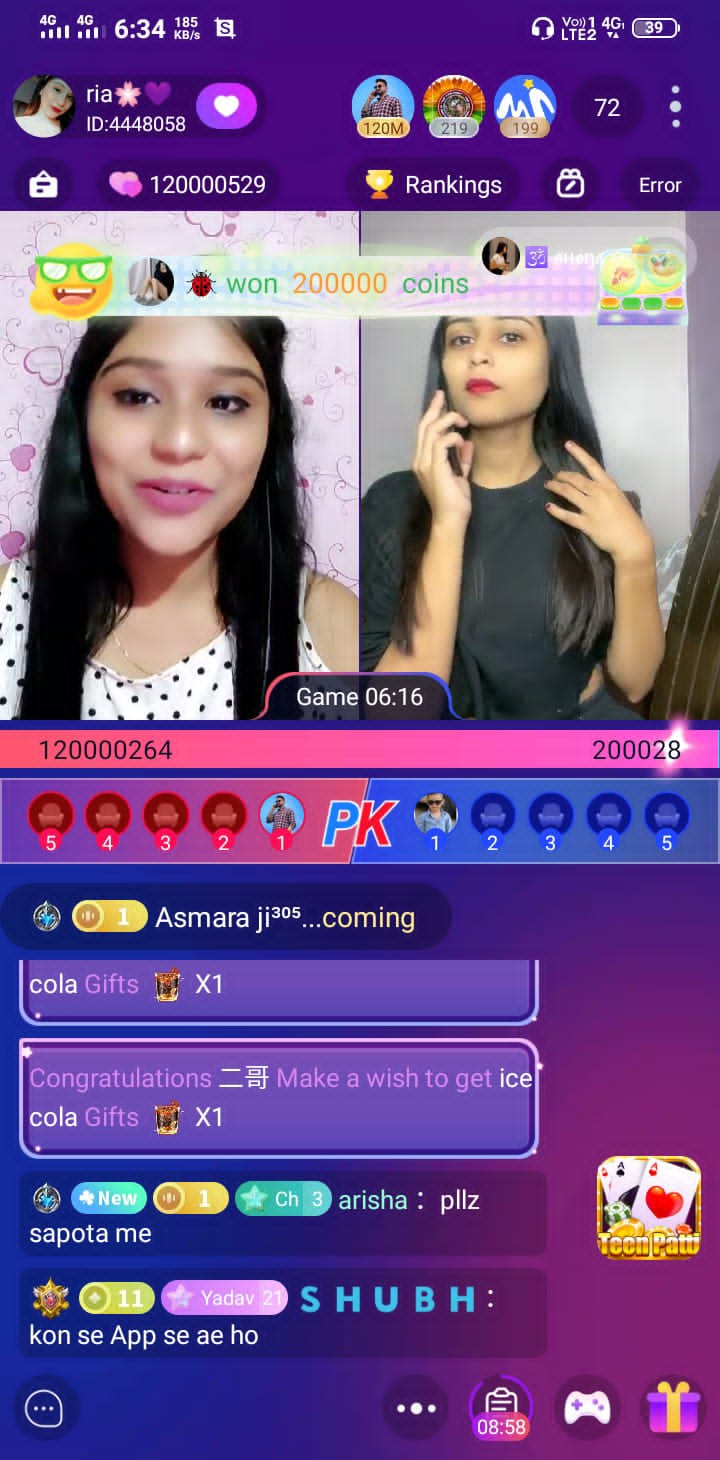 4G 4G 6:34 185 KB/s
Vo)) 1 4G
LTE2 39
ria🌸💜
ID:4448058
120M 219 199 72
120000529 Rankings Error
🐞 won 200000 coins
Game 06:16
120000264 200028
5 4 3 2 1 PK 1 2 3 4 5
1 Asmara ji³⁰⁵...coming
cola Gifts X1
Congratulations 二哥 Make a wish to get ice
cola Gifts X1
New 1 Ch 3 arisha : pllz
sapota me
11 Yadav 21 S H U B H :
kon se App se ae ho
Teen Patti
08:58